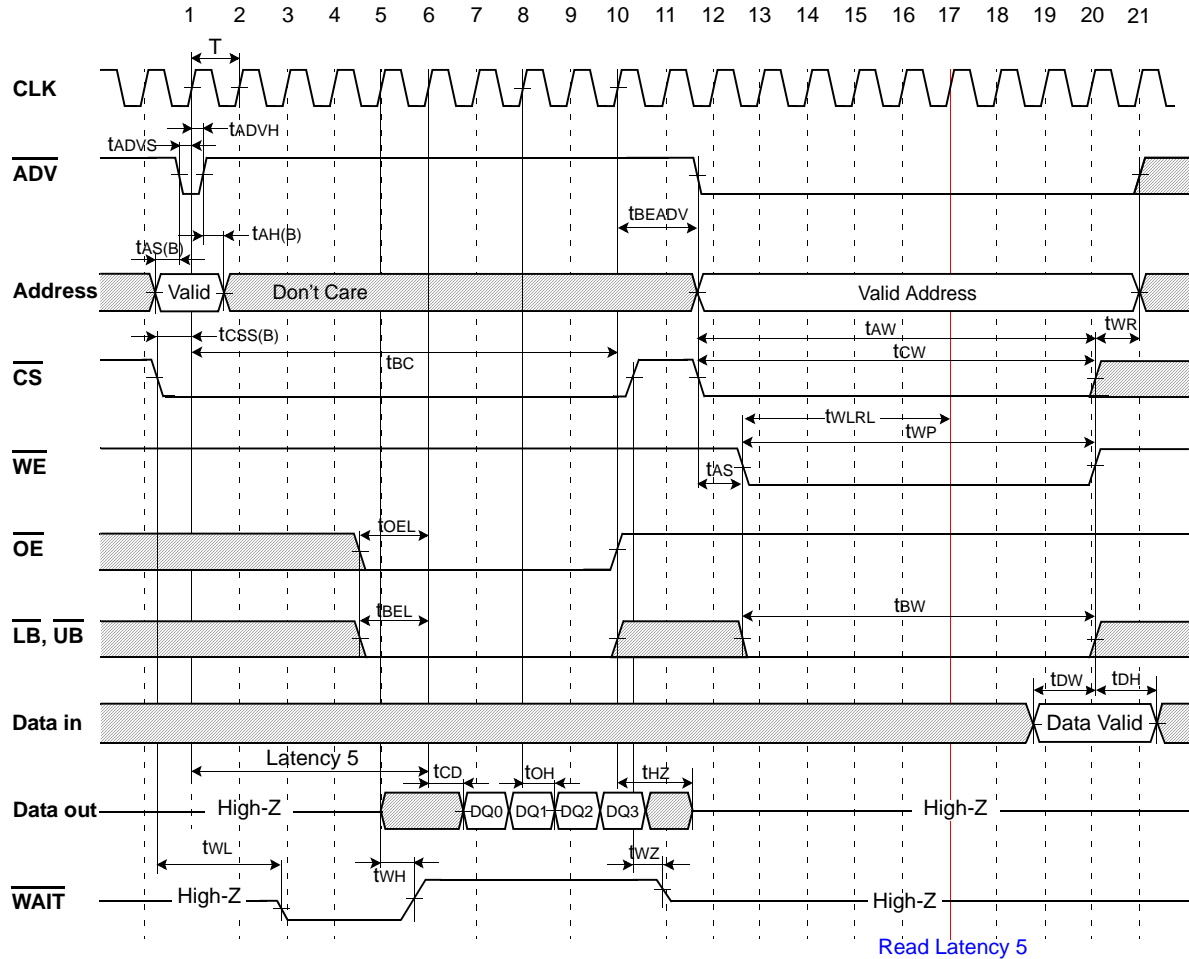 1 2 3 4 5 6 7 8 9 10 11 12 13 14 15 16 17 18 19 20 21
T
CLK
tADVH
tADVS
ADV
tBEADV
tAH(B)
tAS(B)
Address Valid Don't Care Valid Address
tCSS(B) tAW tWR
tBC tCW
CS
tWLRL
tWP
WE
tAS
tOEL
OE
tBEL tBW
LB, UB
tDW tDH
Data in Data Valid
Latency 5
tCD tOH tHZ
Data out High-Z DQ0 DQ1 DQ2 DQ3 High-Z
tWL tWH tWZ
WAIT High-Z High-Z
Read Latency 5